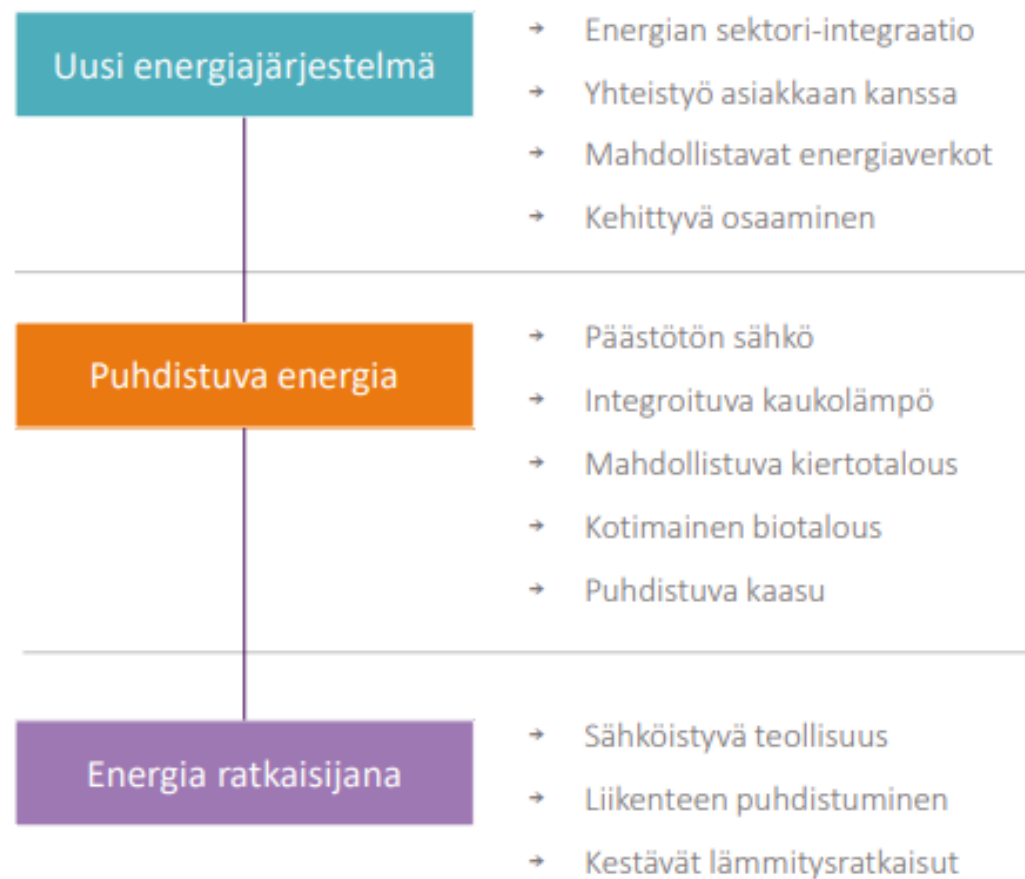 Uusi energiajärjestelmä
→ Energian sektori-integraatio
→ Yhteistyö asiakkaan kanssa
→ Mahdollistavat energiaverkot
→ Kehittyvä osaaminen
Puhdistuva energia
→ Päästötön sähkö
→ Integroituva kaukolämpö
→ Mahdollistuva kiertotalous
→ Kotimainen biotalous
→ Puhdistuva kaasu
Energia ratkaisijana
→ Sähköistyvä teollisuus
→ Liikenteen puhdistuminen
→ Kestävät lämmitysratkaisut